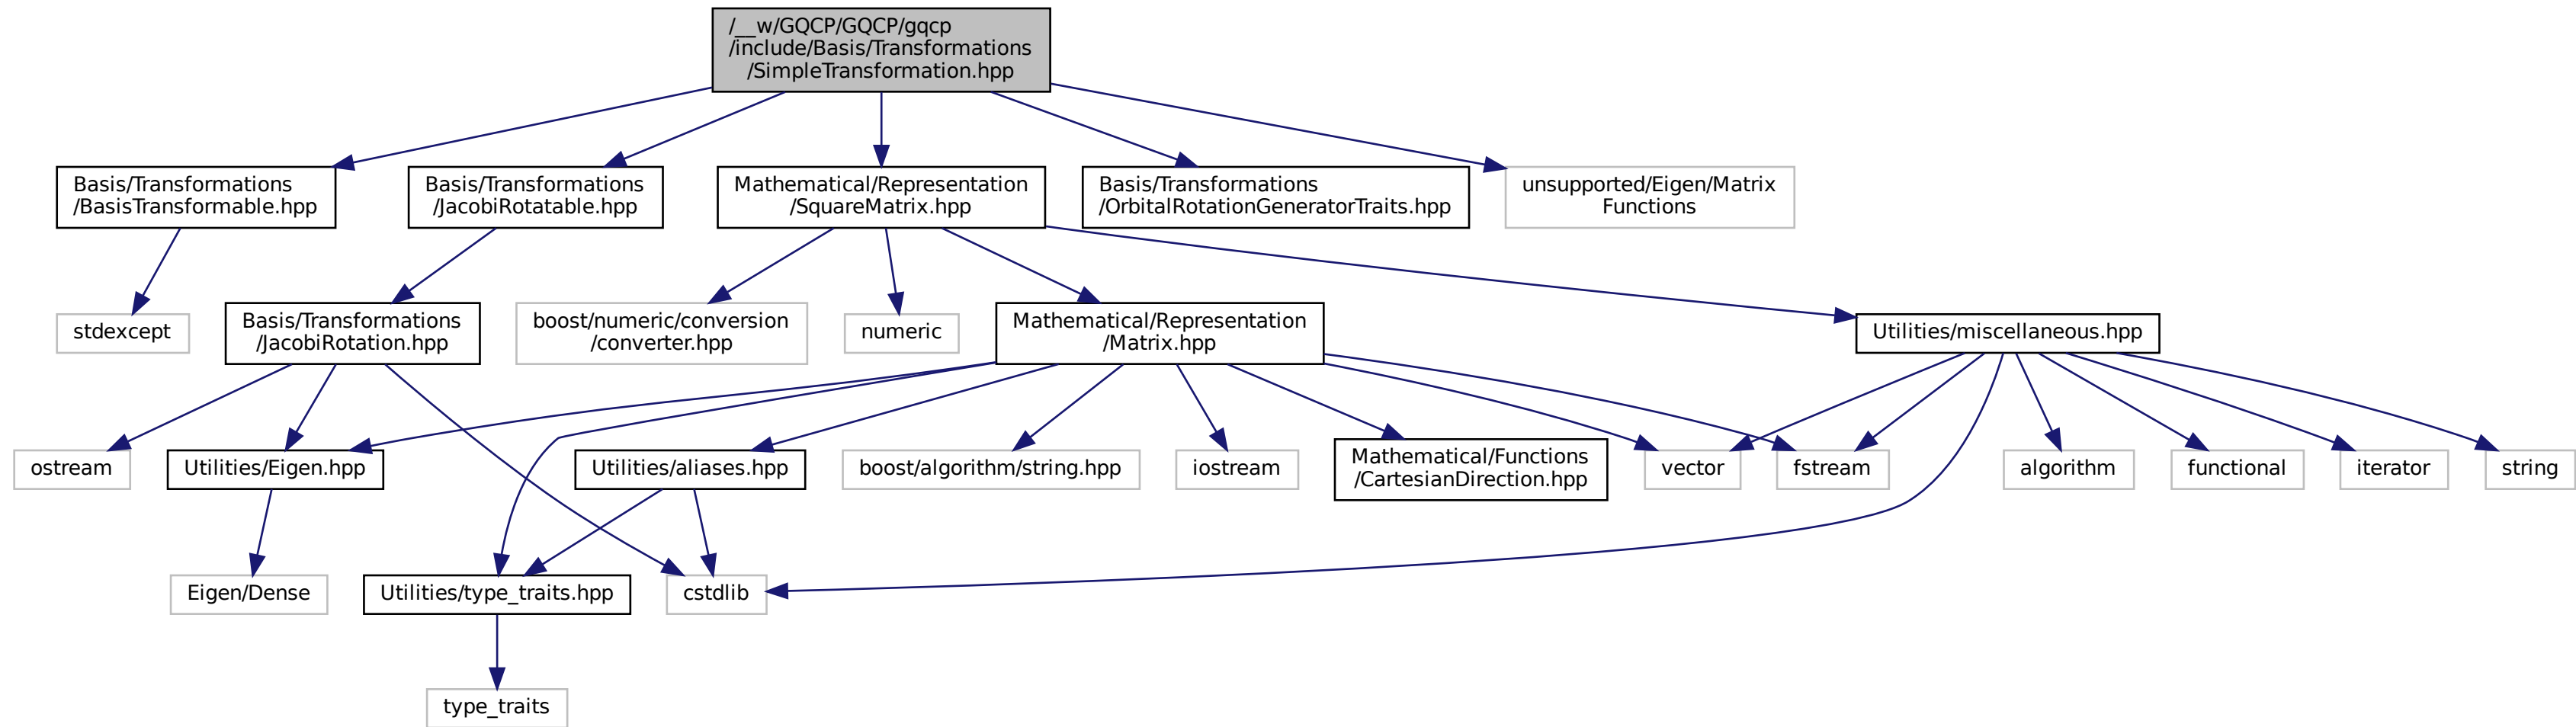 /__w/GQCP/GQCP/gqcp
/include/Basis/Transformations
/SimpleTransformation.hpp
Basis/Transformations
/BasisTransformable.hpp
Basis/Transformations
/JacobiRotatable.hpp
Mathematical/Representation
/SquareMatrix.hpp
Basis/Transformations
/OrbitalRotationGeneratorTraits.hpp
unsupported/Eigen/Matrix
Functions
stdexcept
Basis/Transformations
/JacobiRotation.hpp
boost/numeric/conversion
/converter.hpp
numeric
Mathematical/Representation
/Matrix.hpp
Utilities/miscellaneous.hpp
ostream
Utilities/Eigen.hpp
Utilities/aliases.hpp
boost/algorithm/string.hpp
iostream
Mathematical/Functions
/CartesianDirection.hpp
vector
fstream
algorithm
functional
iterator
string
Eigen/Dense
Utilities/type_traits.hpp
cstdlib
type_traits